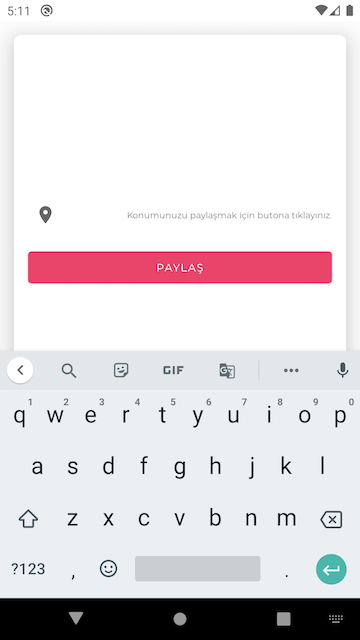 5:11
Konumunuzu paylaşmak için butona tıklayınız.
PAYLAŞ
GIF
G
1 2 3 4 5 6 7 8 9 0
q w e r t y u i o p
a s d f g h j k l
z x c v b n m
?123 , .